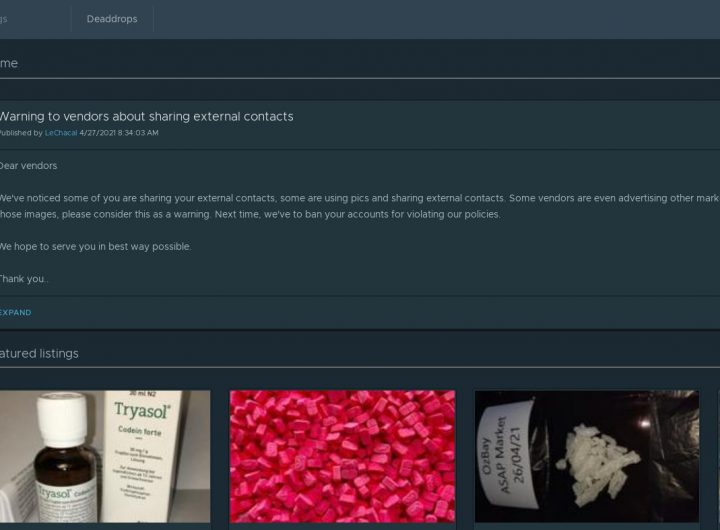 gs
Deaddrops
me
Warning to vendors about sharing external contacts
Published by LeChacal 4/27/2021 8:34:03 AM
Dear vendors
We've noticed some of you are sharing your external contacts, some are using pics and sharing external contacts. Some vendors are even advertising other mark
those images, please consider this as a warning. Next time, we've to ban your accounts for violating our policies.
We hope to serve you in best way possible.
Thank you..
EXPAND
atured listings
30 ml N2
Tryasol®
Codein forte
Tryasol
OzBay
ASAP Market
26/04/21